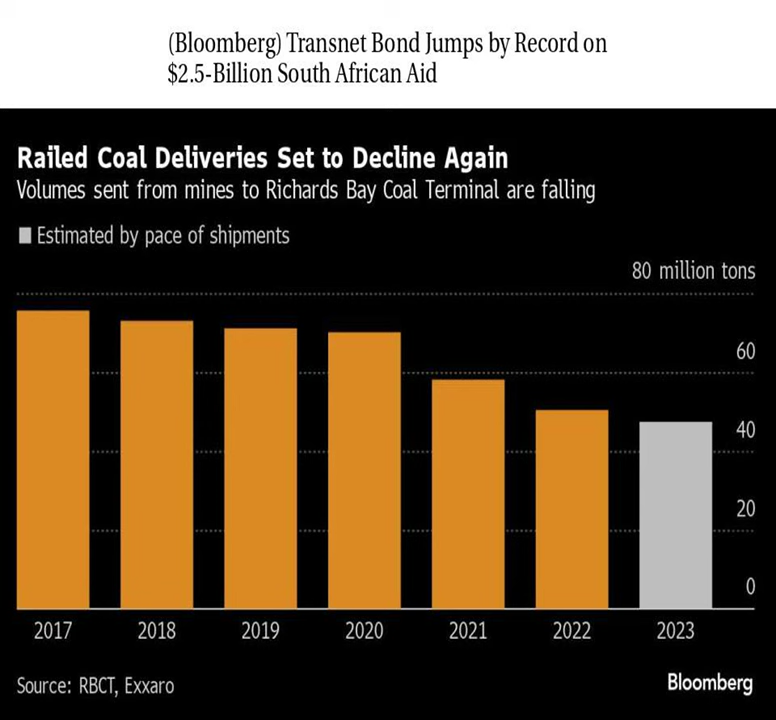 (Bloomberg) Transnet Bond Jumps by Record on
$2.5-Billion South African Aid
Railed Coal Deliveries Set to Decline Again
Volumes sent from mines to Richards Bay Coal Terminal are falling
Estimated by pace of shipments
80 million tons
60
40
20
0
2017 2018 2019 2020 2021 2022 2023
Source: RBCT, Exxaro
Bloomberg